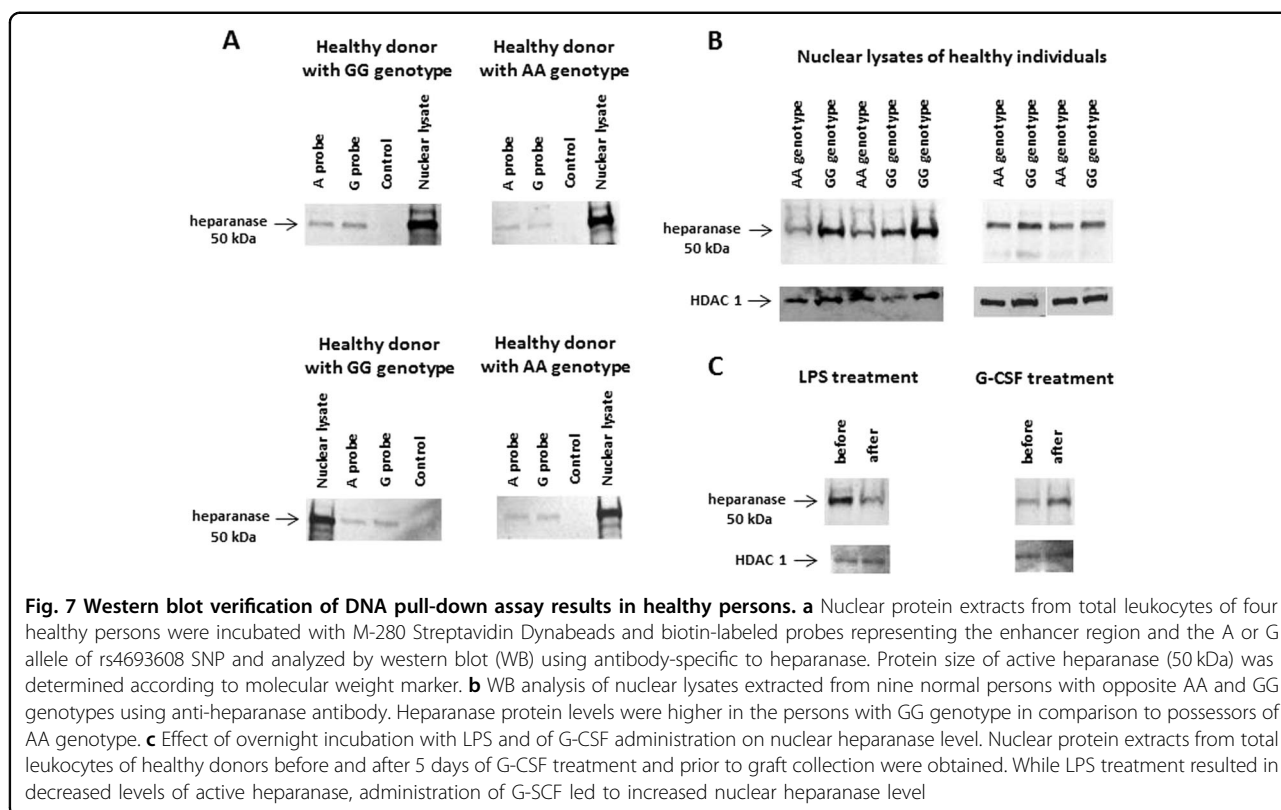 A
Healthy donor
with GG genotype
Healthy donor
with AA genotype
A probe
G probe
Control
Nuclear lysate
A probe
G probe
Control
Nuclear lysate
heparanase
50 kDa
Healthy donor
with GG genotype
Healthy donor
with AA genotype
Nuclear lysate
A probe
G probe
Control
A probe
G probe
Control
Nuclear lysate
heparanase
50 kDa
B
Nuclear lysates of healthy individuals
AA genotype
GG genotype
AA genotype
GG genotype
GG genotype
AA genotype
GG genotype
AA genotype
GG genotype
heparanase
50 kDa
HDAC 1
C
LPS treatment
G-CSF treatment
before
after
before
after
heparanase
50 kDa
HDAC 1
Fig. 7 Western blot verification of DNA pull-down assay results in healthy persons. a Nuclear protein extracts from total leukocytes of four
healthy persons were incubated with M-280 Streptavidin Dynabeads and biotin-labeled probes representing the enhancer region and the A or G
allele of rs4693608 SNP and analyzed by western blot (WB) using antibody-specific to heparanase. Protein size of active heparanase (50 kDa) was
determined according to molecular weight marker. b WB analysis of nuclear lysates extracted from nine normal persons with opposite AA and GG
genotypes using anti-heparanase antibody. Heparanase protein levels were higher in the persons with GG genotype in comparison to possessors of
AA genotype. c Effect of overnight incubation with LPS and of G-CSF administration on nuclear heparanase level. Nuclear protein extracts from total
leukocytes of healthy donors before and after 5 days of G-CSF treatment and prior to graft collection were obtained. While LPS treatment resulted in
decreased levels of active heparanase, administration of G-SCF led to increased nuclear heparanase level